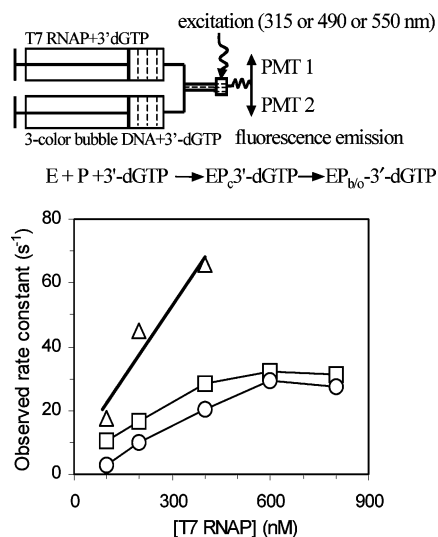 excitation (315 or 490 or 550 nm)
T7 RNAP+3'dGTP
PMT 1
PMT 2
3-color bubble DNA+3'-dGTP
fluorescence emission
E + P +3'-dGTP → EPc3'-dGTP → EPb/o-3′-dGTP
80
60
40
20
0
Observed rate constant (s-1)
0 300 600 900
[T7 RNAP] (nM)